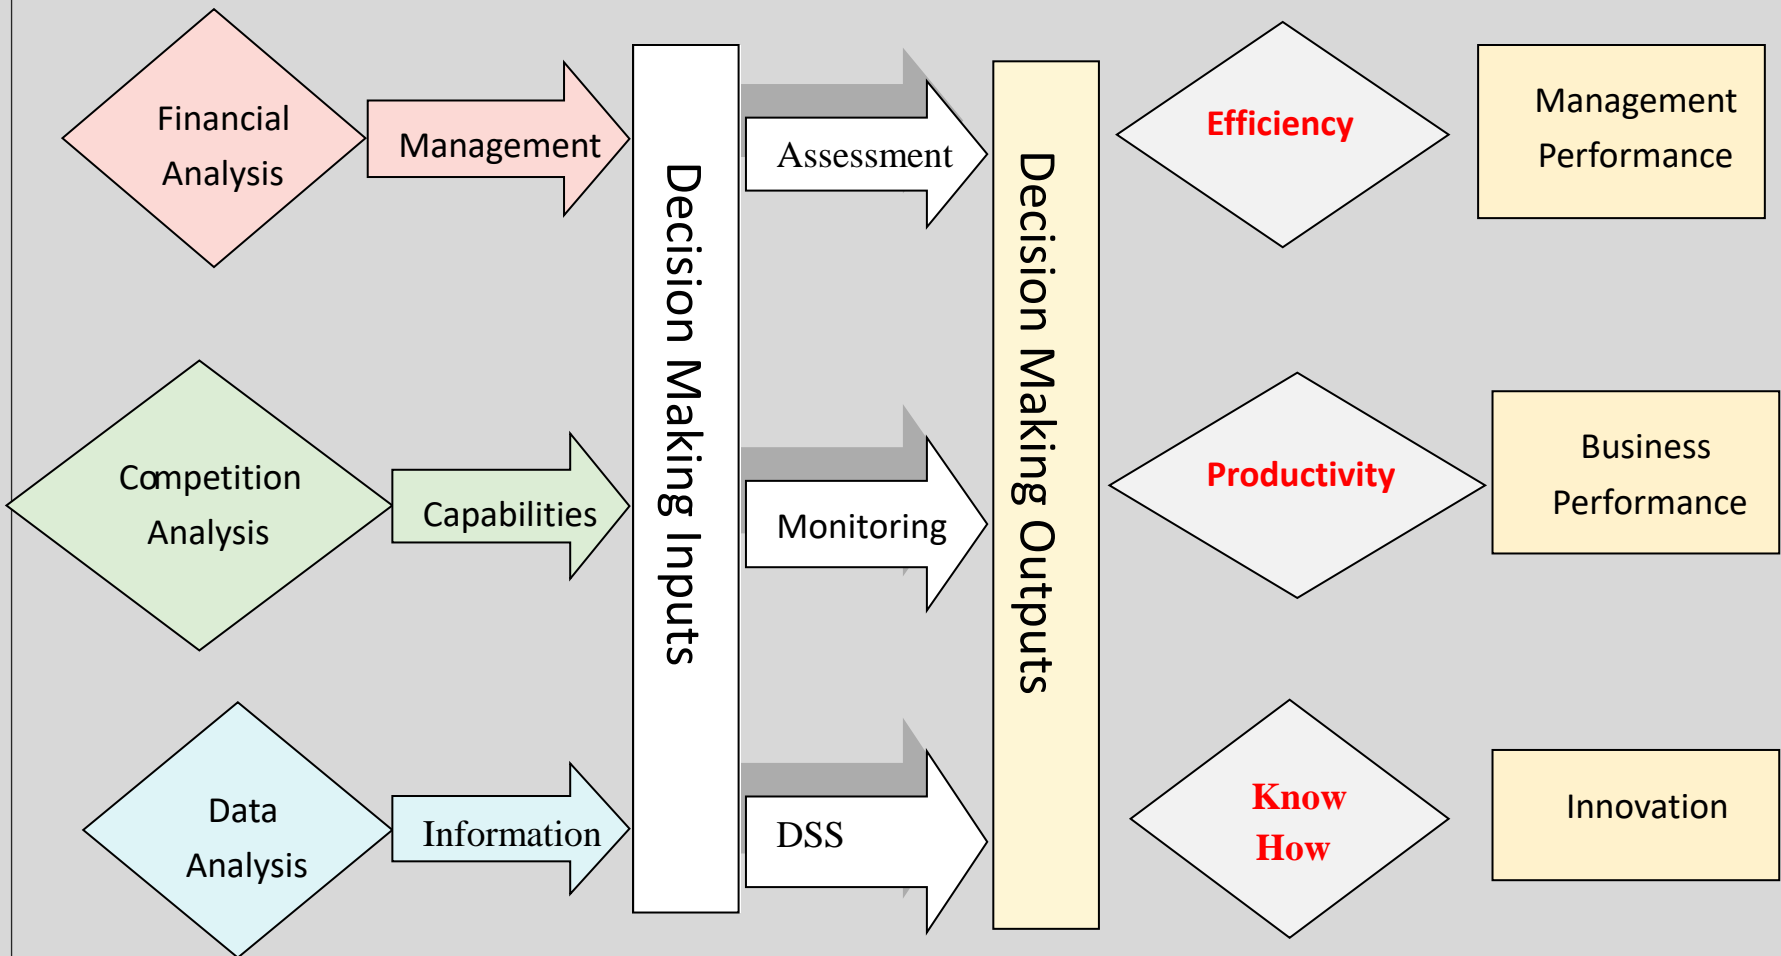 Financial
Analysis
Management
Decision Making Inputs
Assessment
Decision Making Outputs
Efficiency
Management
Performance
Competition
Analysis
Capabilities
Monitoring
Productivity
Business
Performance
Data
Analysis
Information
DSS
Know
How
Innovation